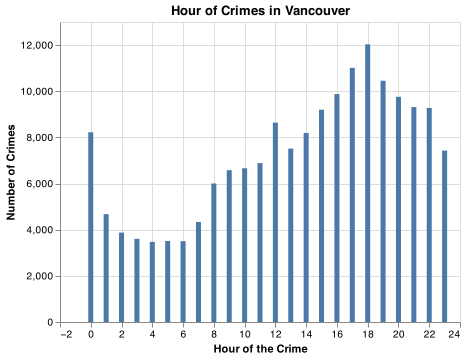 Hour of Crimes in Vancouver
Number of Crimes
12,000
10,000
8,000
6,000
4,000
2,000
0
−2 0 2 4 6 8 10 12 14 16 18 20 22 24
Hour of the Crime